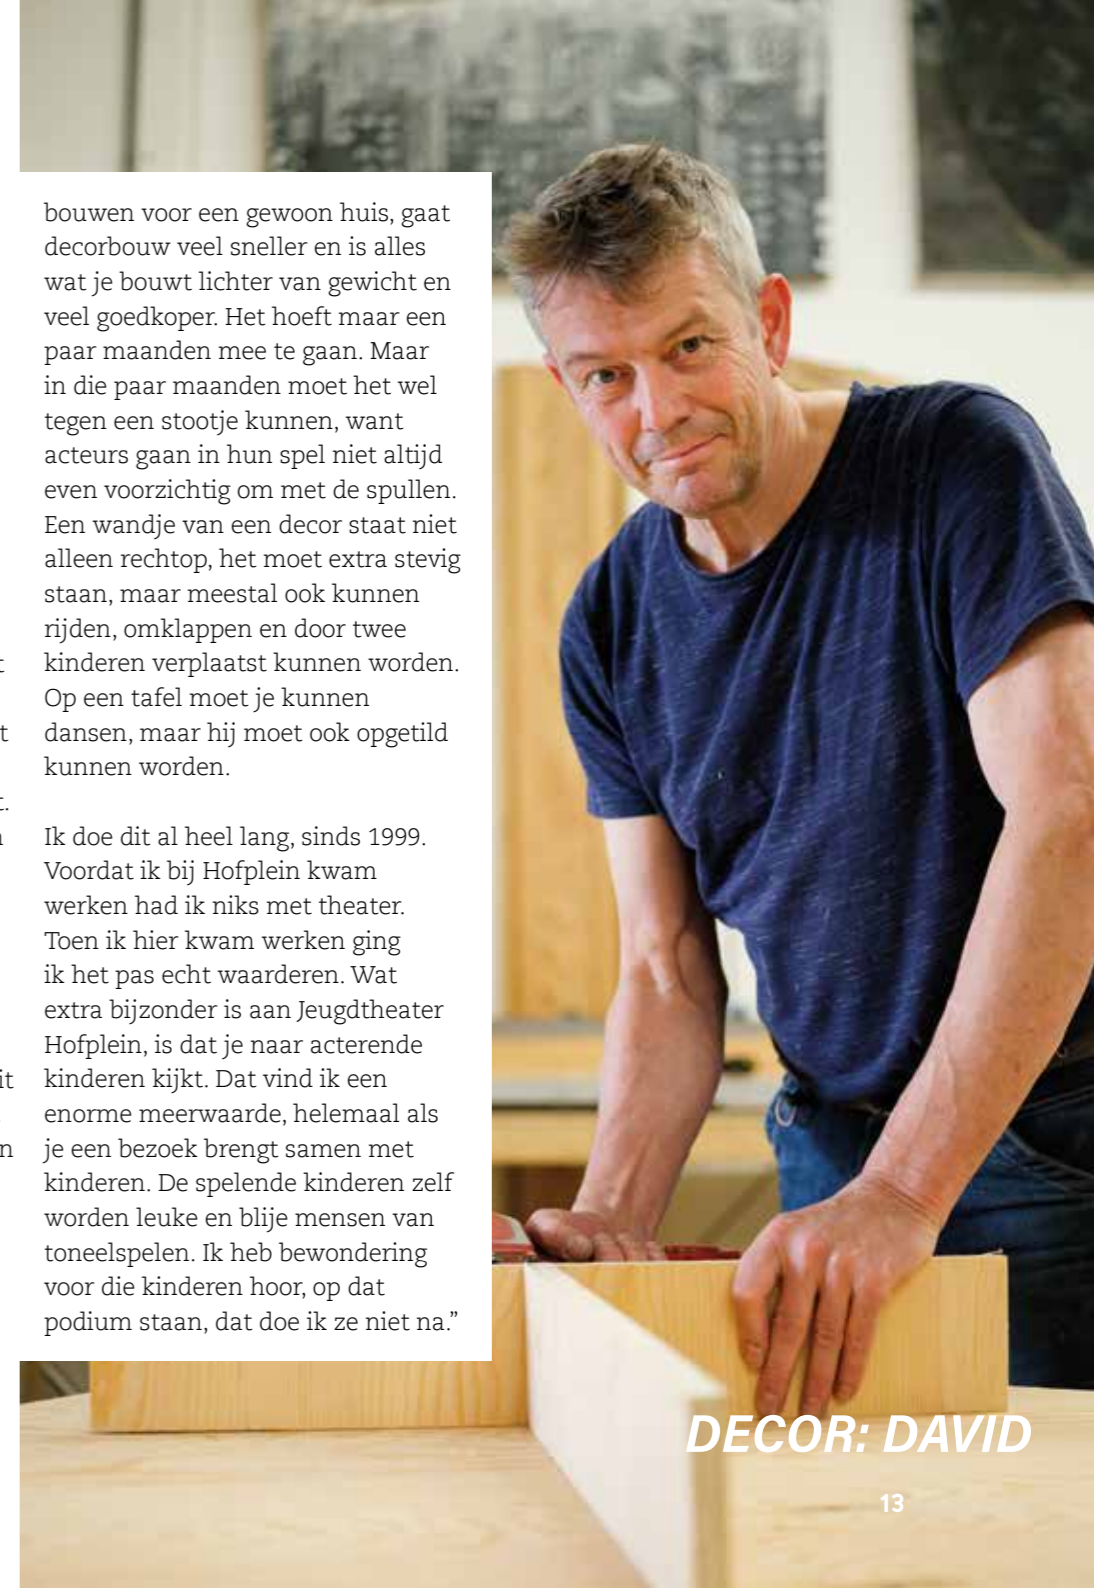 bouwen voor een gewoon huis, gaat
decorbouw veel sneller en is alles
wat je bouwt lichter van gewicht en
veel goedkoper. Het hoeft maar een
paar maanden mee te gaan. Maar
in die paar maanden moet het wel
tegen een stootje kunnen, want
acteurs gaan in hun spel niet altijd
even voorzichtig om met de spullen.
Een wandje van een decor staat niet
alleen rechtop, het moet extra stevig
staan, maar meestal ook kunnen
rijden, omklappen en door twee
kinderen verplaatst kunnen worden.
Op een tafel moet je kunnen
dansen, maar hij moet ook opgetild
kunnen worden.
Ik doe dit al heel lang, sinds 1999.
Voordat ik bij Hofplein kwam
werken had ik niks met theater.
Toen ik hier kwam werken ging
ik het pas echt waarderen. Wat
extra bijzonder is aan Jeugdtheater
Hofplein, is dat je naar acterende
kinderen kijkt. Dat vind ik een
enorme meerwaarde, helemaal als
je een bezoek brengt samen met
kinderen. De spelende kinderen zelf
worden leuke en blije mensen van
toneelspelen. Ik heb bewondering
voor die kinderen hoor, op dat
podium staan, dat doe ik ze niet na.”
DECOR: DAVID
13